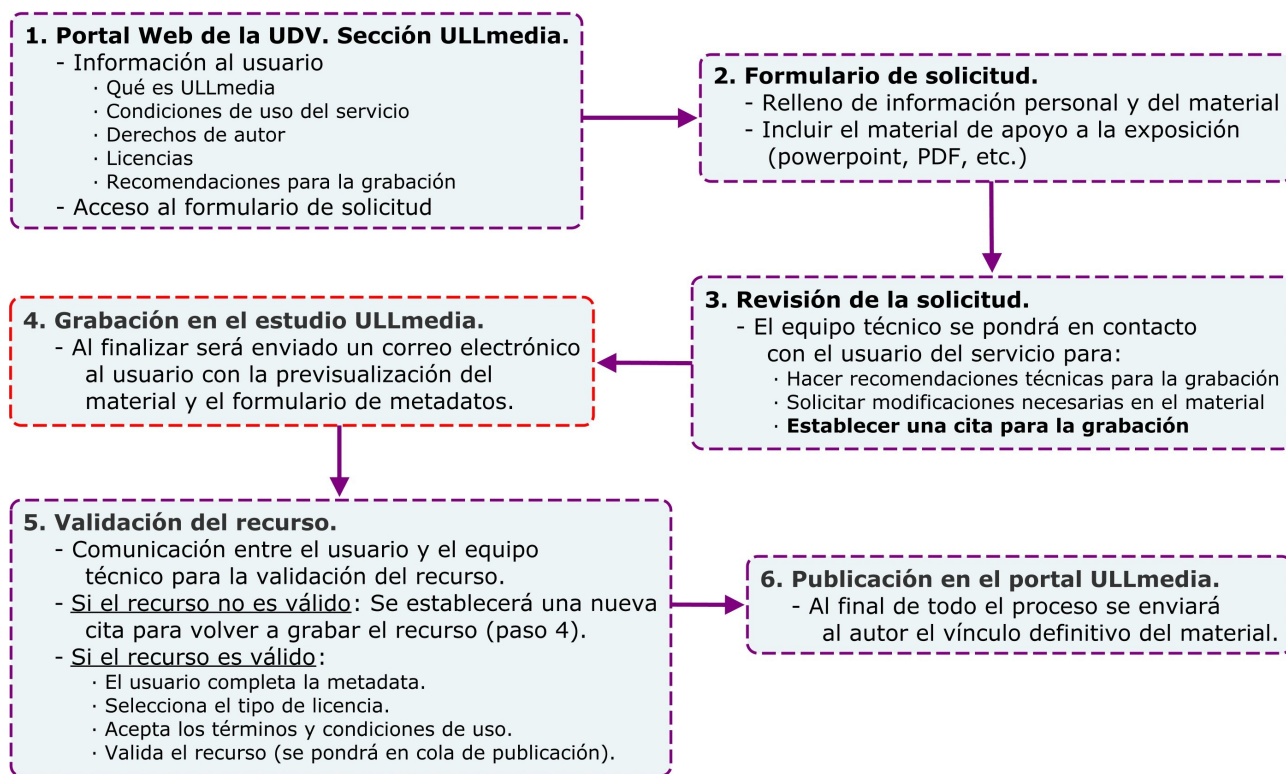 1. Portal Web de la UDV. Sección ULLmedia.
- Información al usuario
· Qué es ULLmedia
· Condiciones de uso del servicio
· Derechos de autor
· Licencias
· Recomendaciones para la grabación
- Acceso al formulario de solicitud
2. Formulario de solicitud.
- Relleno de información personal y del material
- Incluir el material de apoyo a la exposición
(powerpoint, PDF, etc.)
3. Revisión de la solicitud.
- El equipo técnico se pondrá en contacto
con el usuario del servicio para:
· Hacer recomendaciones técnicas para la grabación
· Solicitar modificaciones necesarias en el material
· Establecer una cita para la grabación
4. Grabación en el estudio ULLmedia.
- Al finalizar será enviado un correo electrónico
al usuario con la previsualización del
material y el formulario de metadatos.
5. Validación del recurso.
- Comunicación entre el usuario y el equipo
técnico para la validación del recurso.
- Si el recurso no es válido: Se establecerá una nueva
cita para volver a grabar el recurso (paso 4).
- Si el recurso es válido:
· El usuario completa la metadata.
· Selecciona el tipo de licencia.
· Acepta los términos y condiciones de uso.
· Valida el recurso (se pondrá en cola de publicación).
6. Publicación en el portal ULLmedia.
- Al final de todo el proceso se enviará
al autor el vínculo definitivo del material.